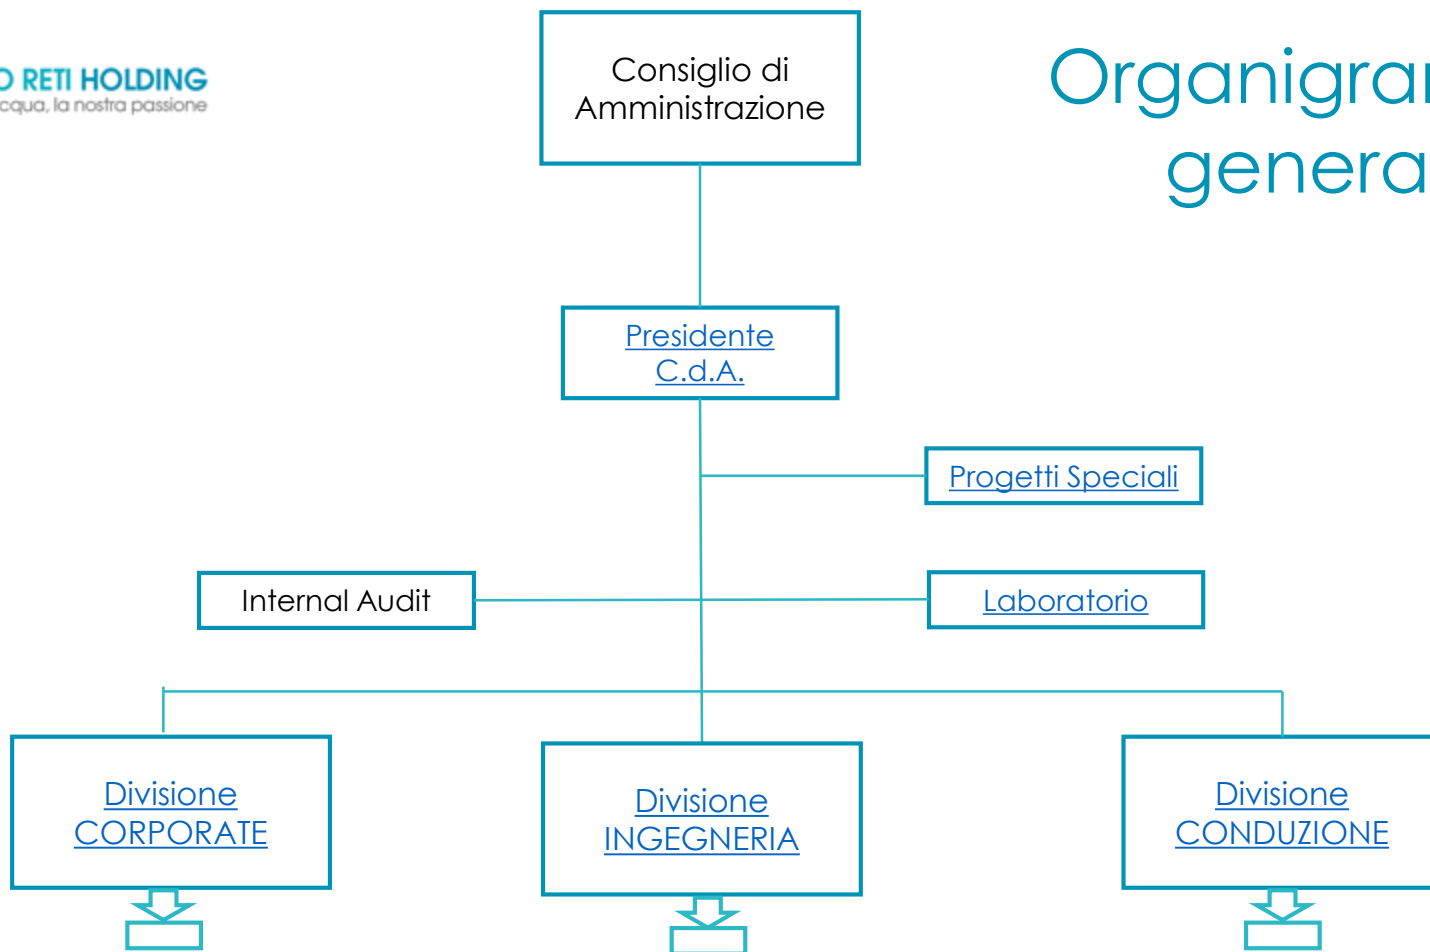 O RETI HOLDING
cqua, la nostra passione
Organigra
genera
Consiglio di
Amministrazione
Presidente
C.d.A.
Progetti Speciali
Internal Audit
Laboratorio
Divisione
CORPORATE
Divisione
INGEGNERIA
Divisione
CONDUZIONE